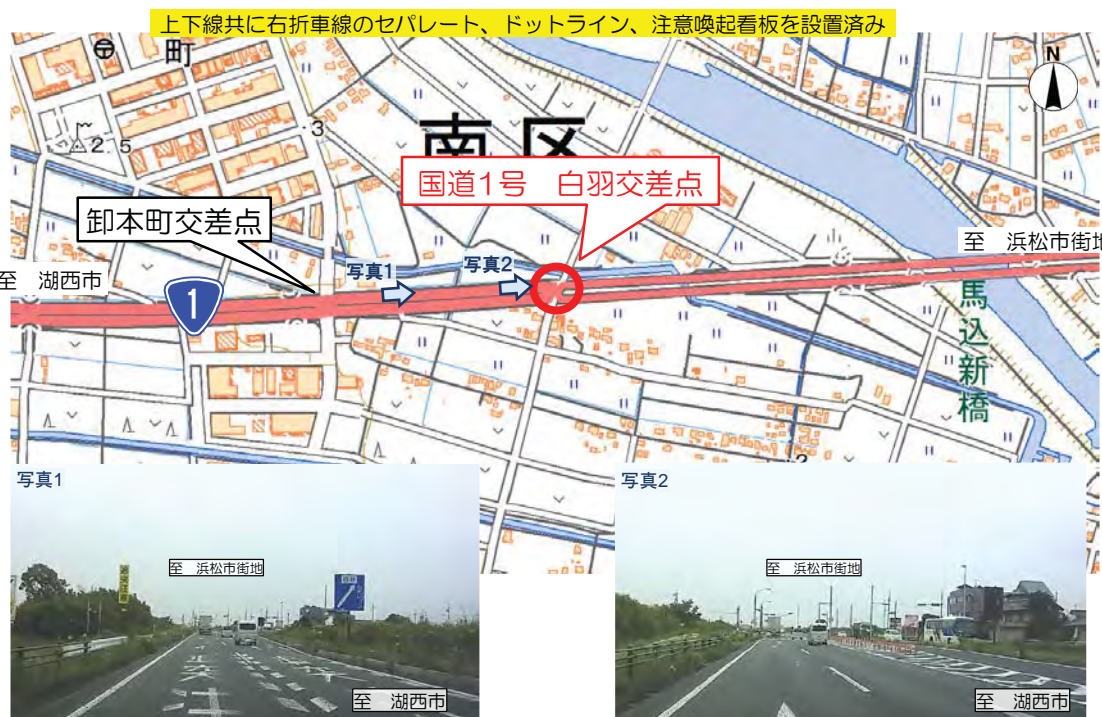 上下線共に右折車線のセパレート、ドットライン、注意喚起看板を設置済み
町
N
3
2.5
南区
国道1号 白羽交差点
卸本町交差点
至 浜松市街地
至 湖西市
写真1
写真2
1
馬込新橋
2
写真1
至 浜松市街地
至 湖西市
写真2
至 浜松市街地
至 湖西市